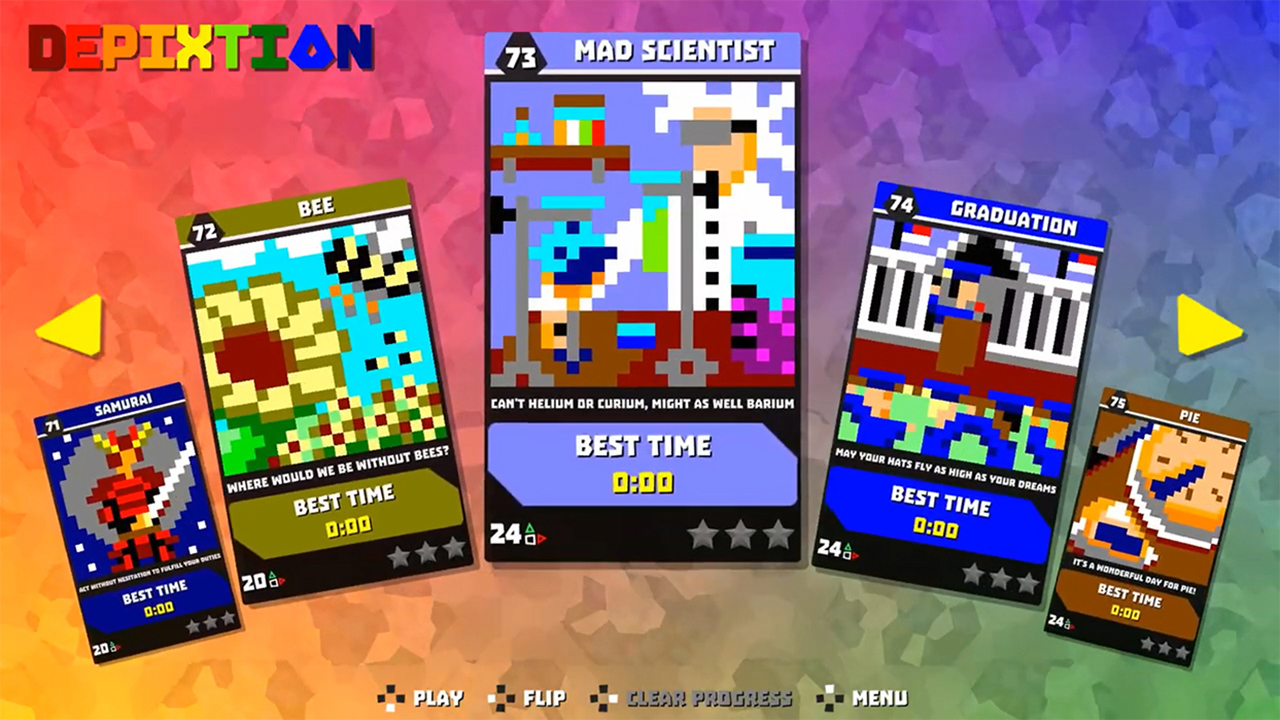 DEPIXTION
71
SAMURAI
ACT WITHOUT HESITATION TO FULFILL YOUR DUTIES
BEST TIME
0:00
20
72
BEE
WHERE WOULD WE BE WITHOUT BEES?
BEST TIME
0:00
20
73
MAD SCIENTIST
CAN'T HELIUM OR CURIUM, MIGHT AS WELL BARIUM
BEST TIME
0:00
24
74
GRADUATION
MAY YOUR HATS FLY AS HIGH AS YOUR DREAMS
BEST TIME
0:00
24
75
PIE
IT'S A WONDERFUL DAY FOR PIE!
BEST TIME
0:00
24
PLAY FLIP CLEAR PROGRESS MENU